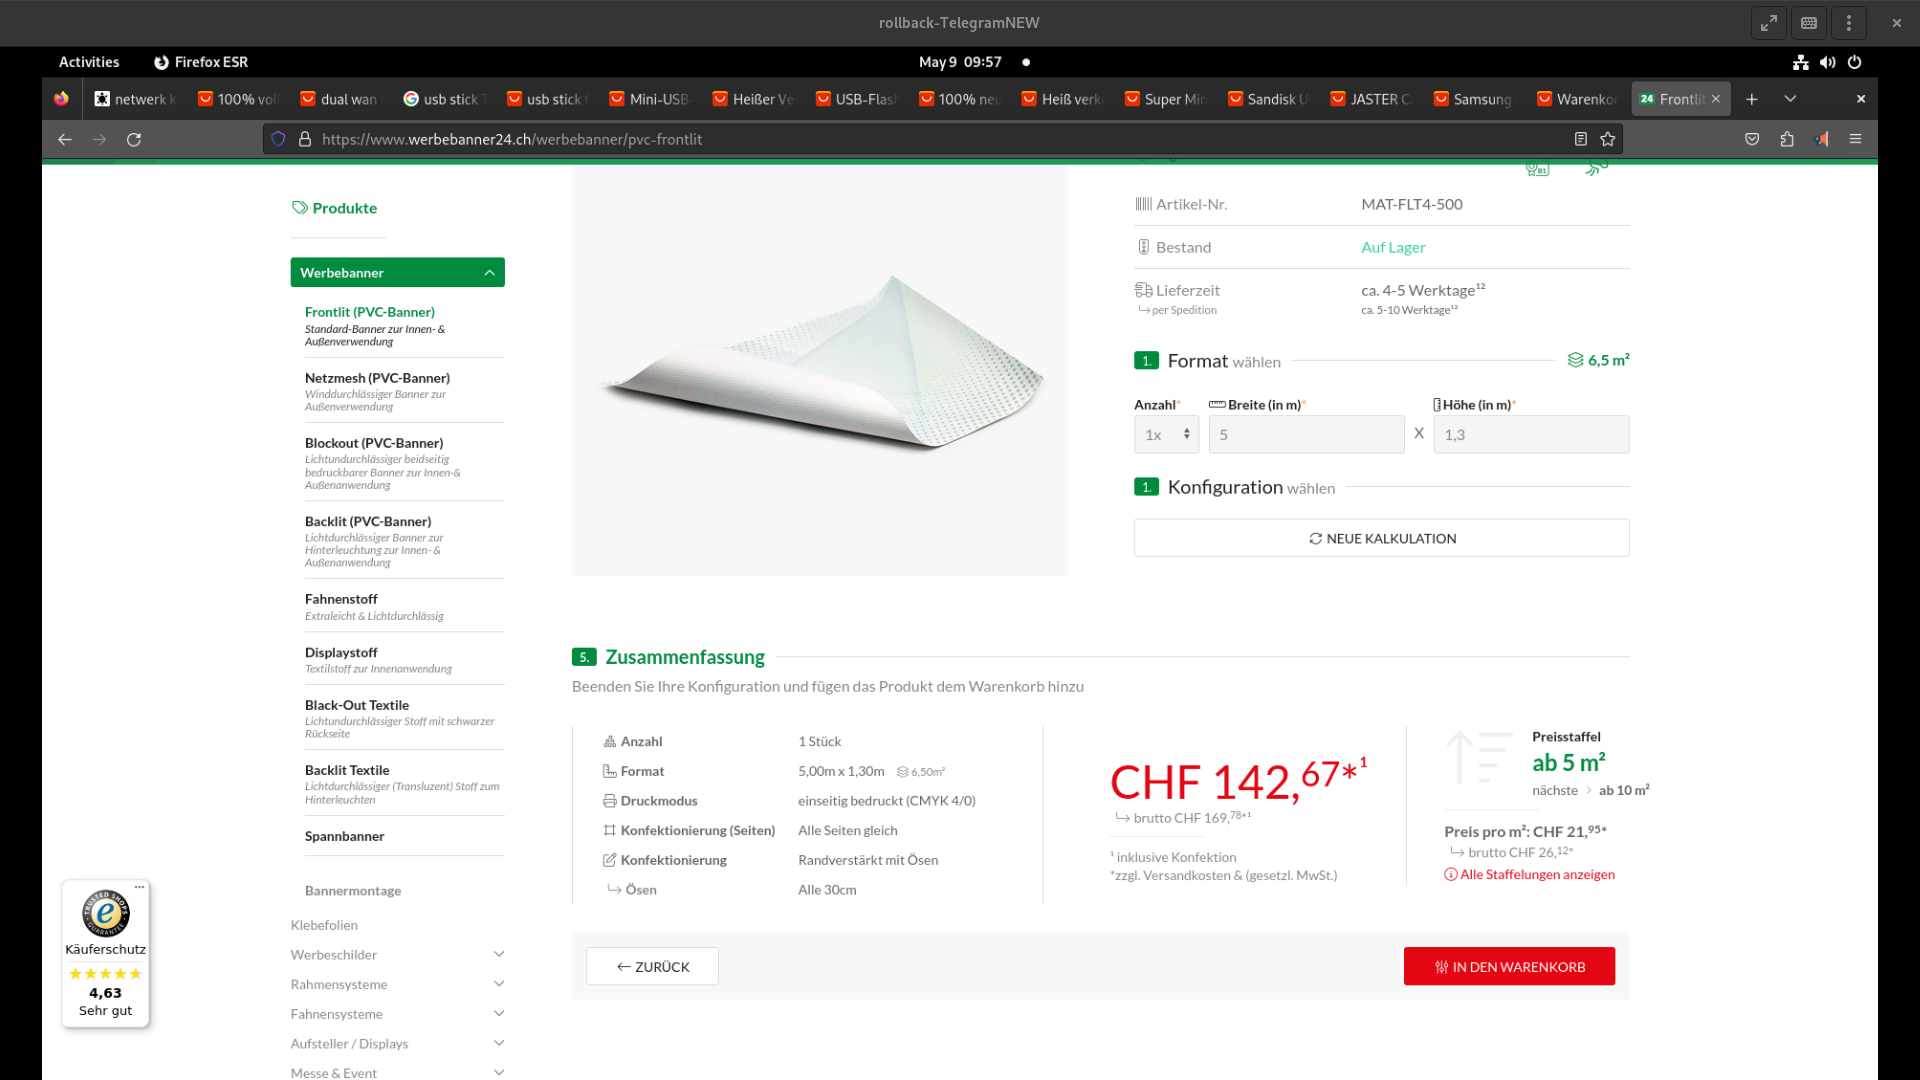 rollback-TelegramNEW
Activities
Firefox ESR
May 9 09:57
netwerk k
100% vol
dual wan
usb stick T
usb stick f
Mini-USB-
Heißer Ve
USB-Flash
100% neu
Heiß verka
Super Min
Sandisk U
JASTER C
Samsung
Warenkor
24 Frontlit
https://www.werbebanner24.ch/werbebanner/pvc-frontlit
Produkte
Werbebanner
Frontlit (PVC-Banner)
Standard-Banner zur Innen- &
Außenverwendung
Netzmesh (PVC-Banner)
Winddurchlässiger Banner zur
Außenverwendung
Blockout (PVC-Banner)
Lichtundurchlässiger beidseitig
bedruckbarer Banner zur Innen-&
Außenanwendung
Backlit (PVC-Banner)
Lichtdurchlässiger Banner zur
Hinterleuchtung zur Innen- &
Außenanwendung
Fahnenstoff
Extraleicht & Lichtdurchlässig
Displaystoff
Textilstoff zur Innenanwendung
Black-Out Textile
Lichtundurchlässiger Stoff mit schwarzer
Rückseite
Backlit Textile
Lichtdurchlässiger (Transluzent) Stoff zum
Hinterleuchten
Spannbanner
Bannermontage
Klebefolien
Werbeschilder
Rahmensysteme
Fahnensysteme
Aufsteller / Displays
Messe & Event
TRUSTED SHOPS
GUARANTEE
Käuferschutz
4,63
Sehr gut
B1
Artikel-Nr. MAT-FLT4-500
Bestand Auf Lager
Lieferzeit ca. 4-5 Werktage¹²
per Spedition ca. 5-10 Werktage¹²
1. Format wählen 6,5 m²
Anzahl* Breite (in m)* Höhe (in m)*
1x 5 X 1,3
1. Konfiguration wählen
NEUE KALKULATION
5. Zusammenfassung
Beenden Sie Ihre Konfiguration und fügen das Produkt dem Warenkorb hinzu
Anzahl 1 Stück
Format 5,00m x 1,30m 6,50m²
Druckmodus einseitig bedruckt (CMYK 4/0)
Konfektionierung (Seiten) Alle Seiten gleich
Konfektionierung Randverstärkt mit Ösen
Ösen Alle 30cm
CHF 142,67*¹
brutto CHF 169,78*¹
¹ inklusive Konfektion
*zzgl. Versandkosten & (gesetzl. MwSt.)
Preisstaffel
ab 5 m²
nächste > ab 10 m²
Preis pro m²: CHF 21,95*
brutto CHF 26,12*
Alle Staffelungen anzeigen
ZURÜCK
IN DEN WARENKORB